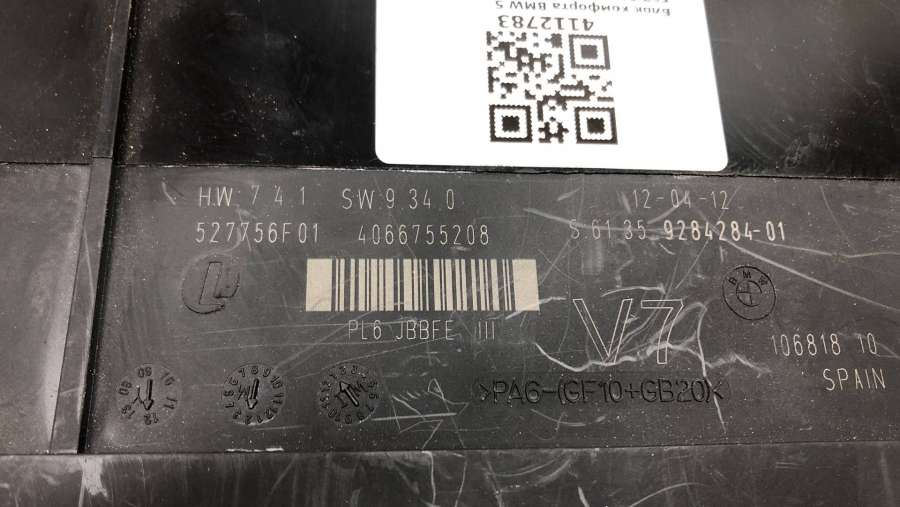 Блок комфорта BMW 5
4112783
H.W: 7.4.1 SW:9.34.0 12-04-12
527756F01 4066755208 S 61.35 9284284-01
BMW
PL6 JBBFE III
V7
106818 10
SPAIN
>PA6-(GF10+GB20)<